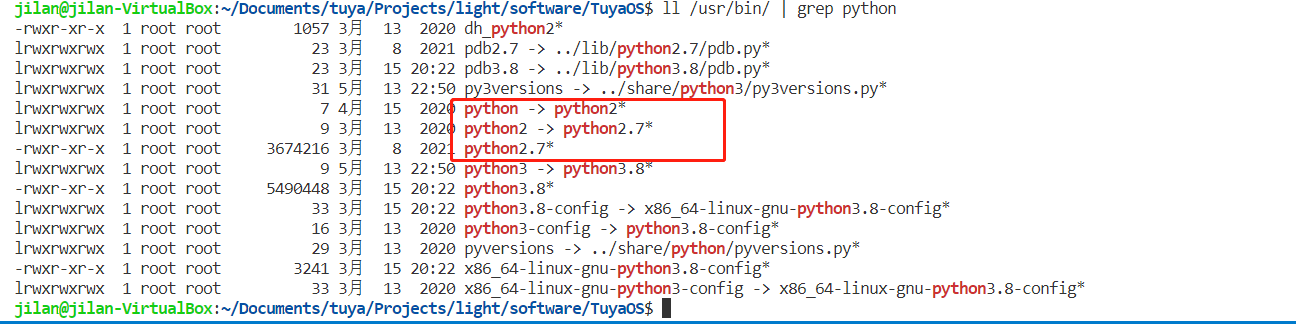 jilan@jilan-VirtualBox:~/Documents/tuya/Projects/light/software/TuyaOS$ ll /usr/bin/ | grep python
-rwxr-xr-x 1 root root 1057 3月 13 2020 dh_python2*
lrwxrwxrwx 1 root root 23 3月 8 2021 pdb2.7 -> ../lib/python2.7/pdb.py*
lrwxrwxrwx 1 root root 23 3月 15 20:22 pdb3.8 -> ../lib/python3.8/pdb.py*
lrwxrwxrwx 1 root root 31 5月 13 22:50 py3versions -> ../share/python3/py3versions.py*
lrwxrwxrwx 1 root root 7 4月 15 2020 python -> python2*
lrwxrwxrwx 1 root root 9 3月 13 2020 python2 -> python2.7*
-rwxr-xr-x 1 root root 3674216 3月 8 2021 python2.7*
lrwxrwxrwx 1 root root 9 5月 13 22:50 python3 -> python3.8*
-rwxr-xr-x 1 root root 5490448 3月 15 20:22 python3.8*
lrwxrwxrwx 1 root root 33 3月 15 20:22 python3.8-config -> x86_64-linux-gnu-python3.8-config*
lrwxrwxrwx 1 root root 16 3月 13 2020 python3-config -> python3.8-config*
lrwxrwxrwx 1 root root 29 3月 13 2020 pyversions -> ../share/python/pyversions.py*
-rwxr-xr-x 1 root root 3241 3月 15 20:22 x86_64-linux-gnu-python3.8-config*
lrwxrwxrwx 1 root root 33 3月 13 2020 x86_64-linux-gnu-python3-config -> x86_64-linux-gnu-python3.8-config*
jilan@jilan-VirtualBox:~/Documents/tuya/Projects/light/software/TuyaOS$